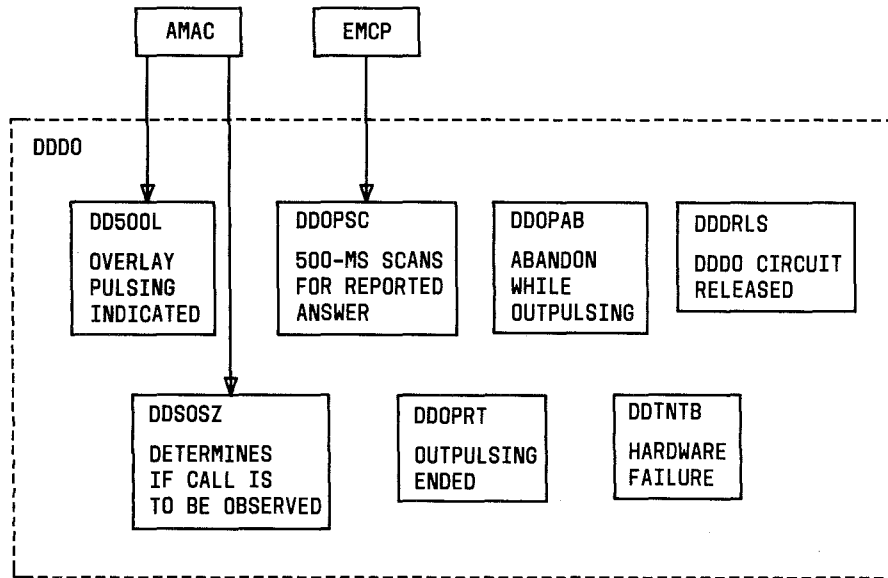 AMAC
EMCP
DDDO
DD500L
OVERLAY
PULSING
INDICATED
DDOPSC
500-MS SCANS
FOR REPORTED
ANSWER
DDOPAB
ABANDON
WHILE
OUTPULSING
DDDRLS
DDDO CIRCUIT
RELEASED
DDSOSZ
DETERMINES
IF CALL IS
TO BE OBSERVED
DDOPRT
OUTPULSING
ENDED
DDTNTB
HARDWARE
FAILURE